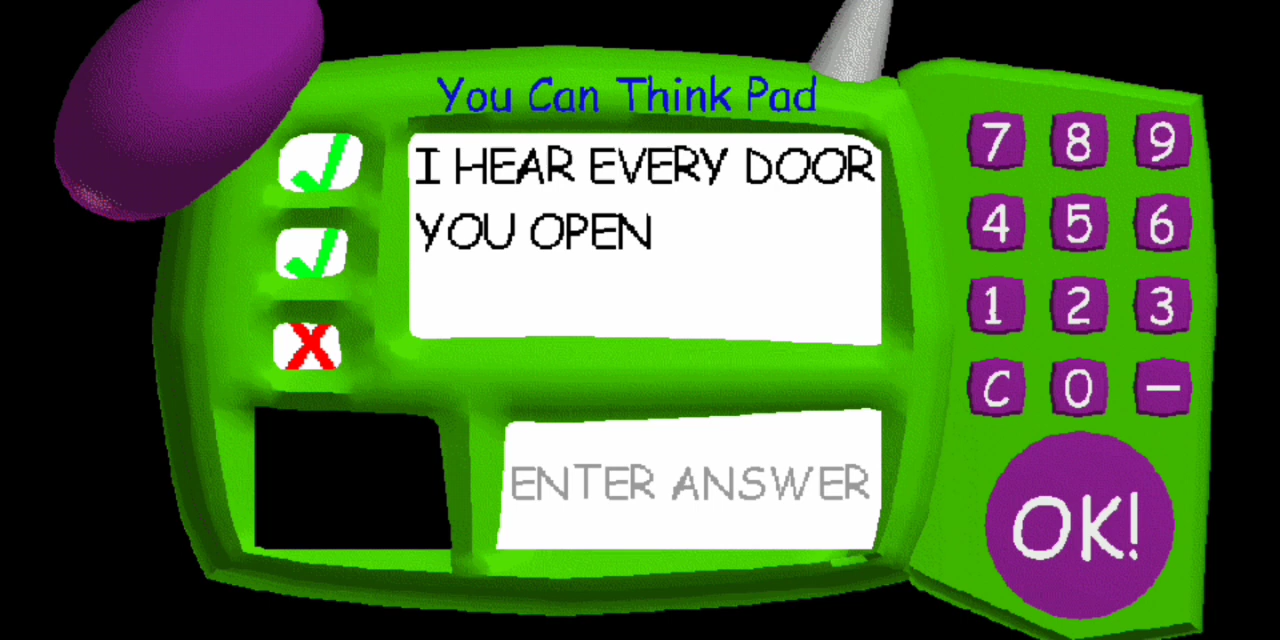 You Can Think Pad
I HEAR EVERY DOOR
YOU OPEN
ENTER ANSWER
7 8 9
4 5 6
1 2 3
C 0 —
OK!